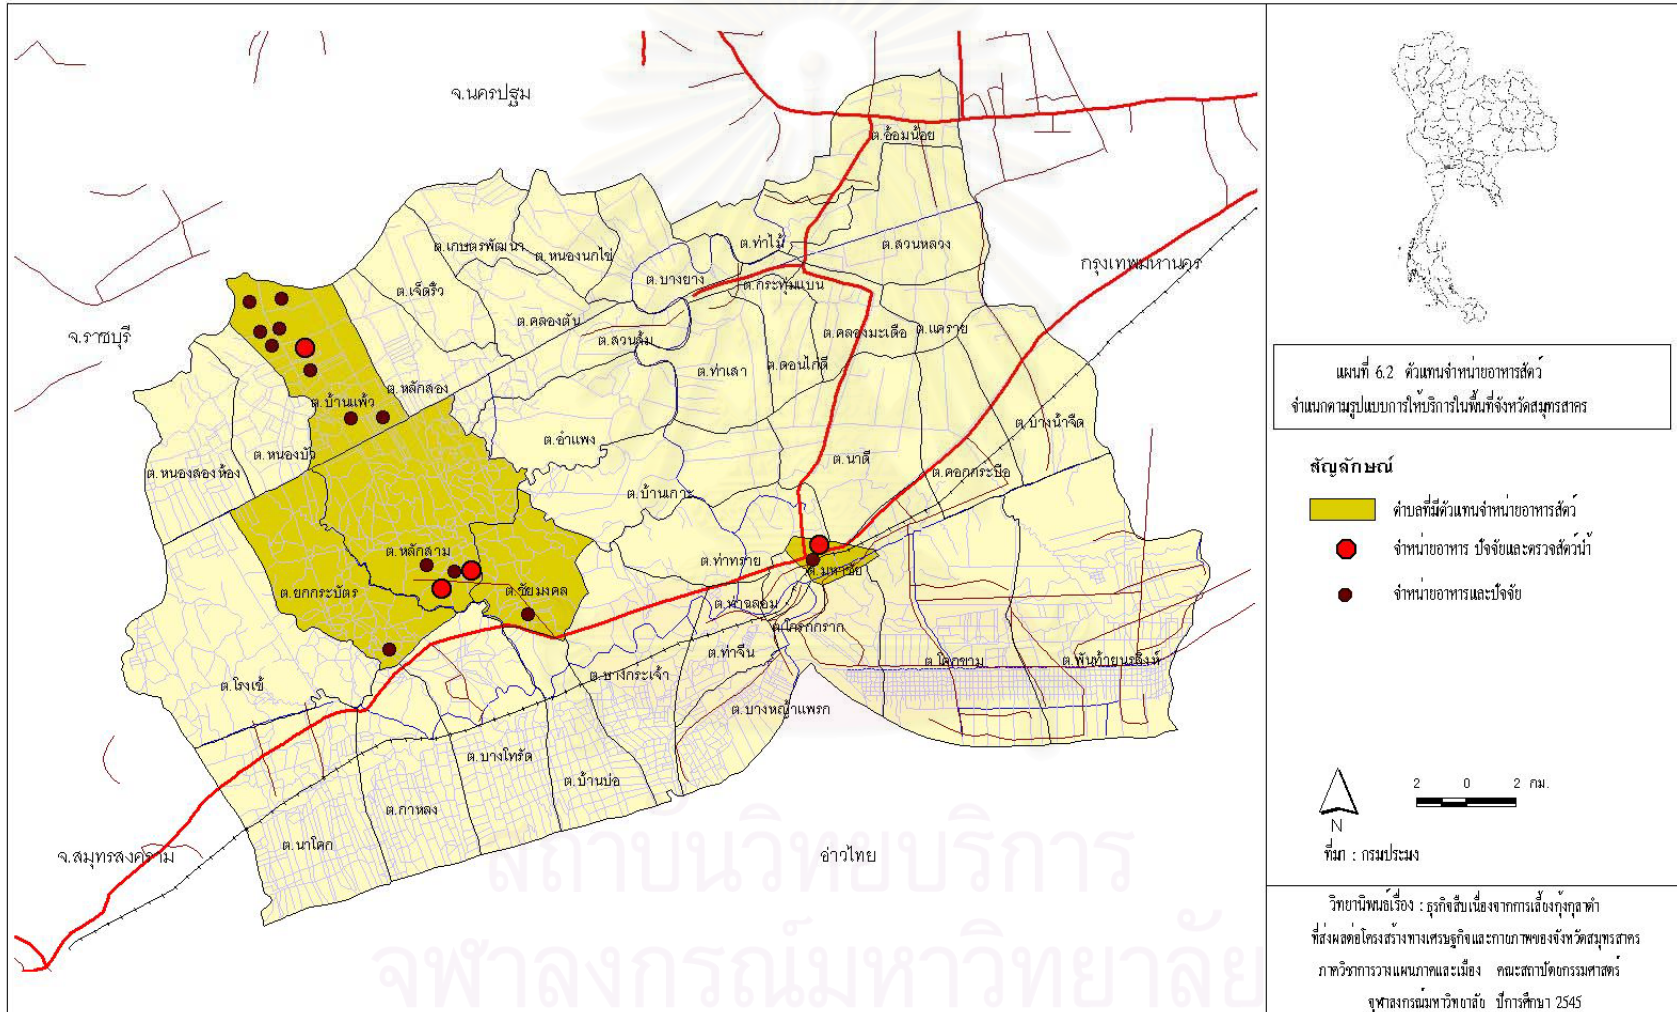 จ.นครปฐม
ต.อ้อมน้อย
ต.เกษตรพัฒนา
ต.หนองนกไข่
ต.ท่าไม้
ต.สวนหลวง
กรุงเทพมหานคร
ต.บางยาง
ต.กระทุ่มแบน
ต.เจ็ดริ้ว
ต.คลองตัน
จ.ราชบุรี
ต.สวนส้ม
ต.คลองมะเดื่อ
ต.แคราย
ต.ท่าเสา
ต.ดอนไก่ดี
ต.หลักสอง
ต.บ้านแพ้ว
ต.บางน้ำจืด
ต.อำแพง
ต.หนองบัว
ต.หนองสองห้อง
ต.นาดี
ต.คอกกระบือ
ต.บ้านเกาะ
ต.หลักสาม
ต.ท่าทราย
ต.มหาชัย
ต.ยกกระบัตร
ต.ชัยมงคล
ต.ท่าฉลอม
ต.โกรกกราก
ต.ท่าจีน
ต.โคกขาม
ต.พันท้ายนรสิงห์
ต.โรงเข้
ต.บางกระเจ้า
ต.บางหญ้าแพรก
ต.บางโทรัด
ต.บ้านบ่อ
ต.กาหลง
ต.นาโคก
จ.สมุทรสงคราม
อ่าวไทย
สถาบันวิทยบริการ
จุฬาลงกรณ์มหาวิทยาลัย
แผนที่ 6.2 ตัวแทนจำหน่ายอาหารสัตว์
จำแนกตามรูปแบบการให้บริการในพื้นที่จังหวัดสมุทรสาคร
สัญลักษณ์
ตำบลที่มีตัวแทนจำหน่ายอาหารสัตว์
จำหน่ายอาหาร ปัจจัยและตรวจสัตว์น้ำ
จำหน่ายอาหารและปัจจัย
2 0 2 กม.
N
ที่มา : กรมประมง
วิทยานิพนธ์เรื่อง : ธุรกิจสืบเนื่องจากการเลี้ยงกุ้งกุลาดำ
ที่ส่งผลต่อโครงสร้างทางเศรษฐกิจและกายภาพของจังหวัดสมุทรสาคร
ภาควิชาการวางแผนภาคและเมือง คณะสถาปัตยกรรมศาสตร์
จุฬาลงกรณ์มหาวิทยาลัย ปีการศึกษา 2545